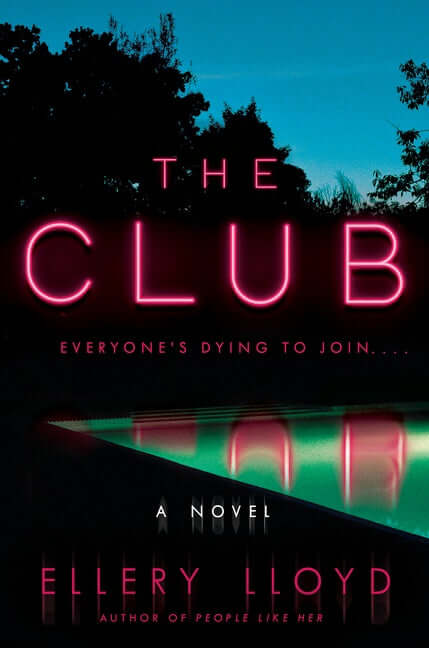 THE
CLUB
EVERYONE'S DYING TO JOIN....
A NOVEL
ELLERY LLOYD
AUTHOR OF PEOPLE LIKE HER